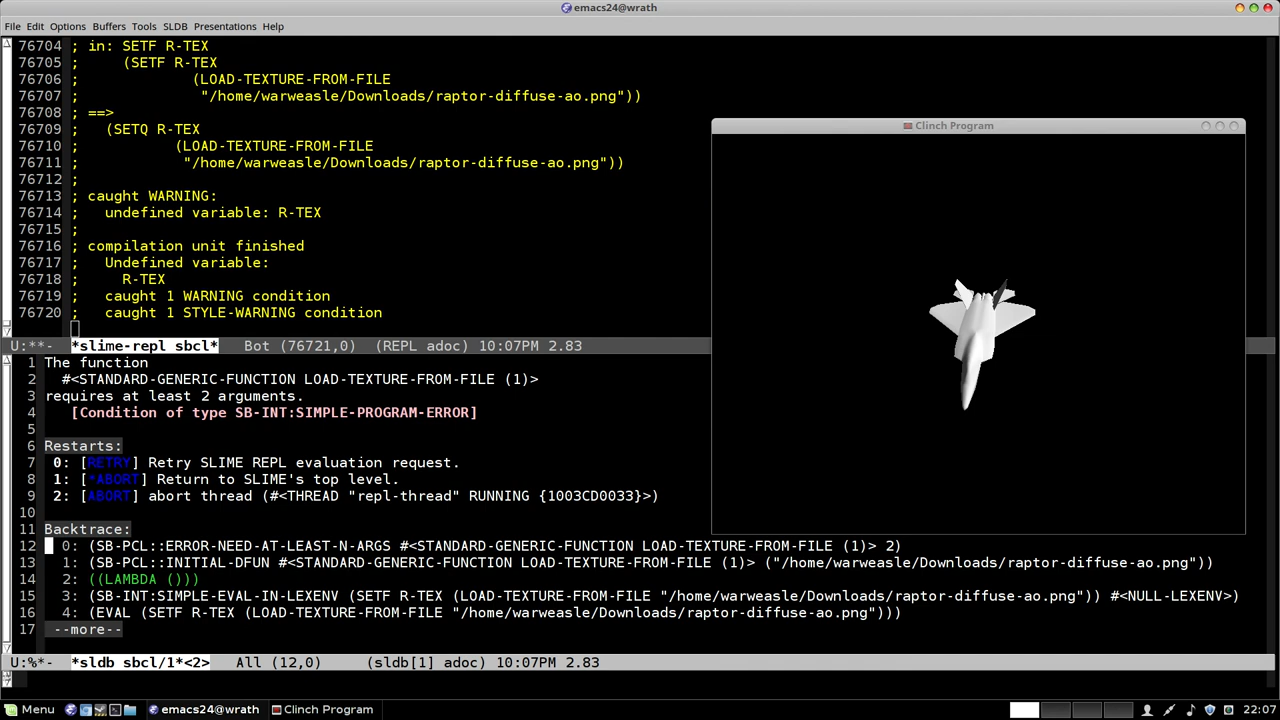 emacs24@wrath
File Edit Options Buffers Tools SLDB Presentations Help
76704 ; in: SETF R-TEX
76705 ;     (SETF R-TEX
76706 ;             (LOAD-TEXTURE-FROM-FILE
76707 ;              "/home/warweasle/Downloads/raptor-diffuse-ao.png"))
76708 ; ==>
76709 ;   (SETQ R-TEX
76710 ;           (LOAD-TEXTURE-FROM-FILE
76711 ;            "/home/warweasle/Downloads/raptor-diffuse-ao.png"))
76712 ;
76713 ; caught WARNING:
76714 ;   undefined variable: R-TEX
76715 ;
76716 ; compilation unit finished
76717 ;   Undefined variable:
76718 ;     R-TEX
76719 ;   caught 1 WARNING condition
76720 ;   caught 1 STYLE-WARNING condition
U:**-  *slime-repl sbcl*   Bot (76721,0)  (REPL adoc) 10:07PM 2.83
Clinch Program
1 The function
2   #<STANDARD-GENERIC-FUNCTION LOAD-TEXTURE-FROM-FILE (1)>
3 requires at least 2 arguments.
4    [Condition of type SB-INT:SIMPLE-PROGRAM-ERROR]
5
6 Restarts:
7  0: [RETRY] Retry SLIME REPL evaluation request.
8  1: [*ABORT] Return to SLIME's top level.
9  2: [ABORT] abort thread (#<THREAD "repl-thread" RUNNING {1003CD0033}>)
10
11 Backtrace:
12   0: (SB-PCL::ERROR-NEED-AT-LEAST-N-ARGS #<STANDARD-GENERIC-FUNCTION LOAD-TEXTURE-FROM-FILE (1)> 2)
13   1: (SB-PCL::INITIAL-DFUN #<STANDARD-GENERIC-FUNCTION LOAD-TEXTURE-FROM-FILE (1)> ("/home/warweasle/Downloads/raptor-diffuse-ao.png"))
14   2: ((LAMBDA ()))
15   3: (SB-INT:SIMPLE-EVAL-IN-LEXENV (SETF R-TEX (LOAD-TEXTURE-FROM-FILE "/home/warweasle/Downloads/raptor-diffuse-ao.png")) #<NULL-LEXENV>)
16   4: (EVAL (SETF R-TEX (LOAD-TEXTURE-FROM-FILE "/home/warweasle/Downloads/raptor-diffuse-ao.png")))
17  --more--
U:%*-  *sldb sbcl/1*<2>   All (12,0)     (sldb[1] adoc) 10:07PM 2.83
Menu emacs24@wrath Clinch Program 22:07